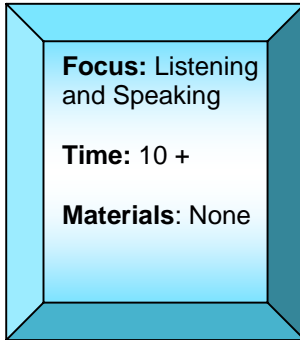 Focus: Listening
and Speaking
Time: 10 +
Materials: None